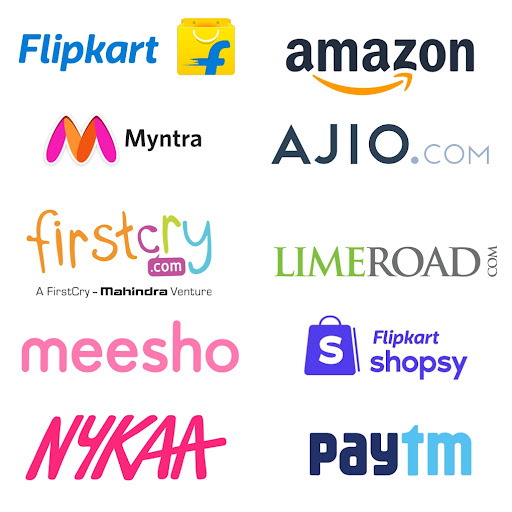 Flipkart f
amazon
Myntra
AJIO.COM
firstcry
.com
A FIRSTCRY - Mahindra Venture
LIMEROAD.COM
meesho
S Flipkart
shopsy
NYKAA
paytm